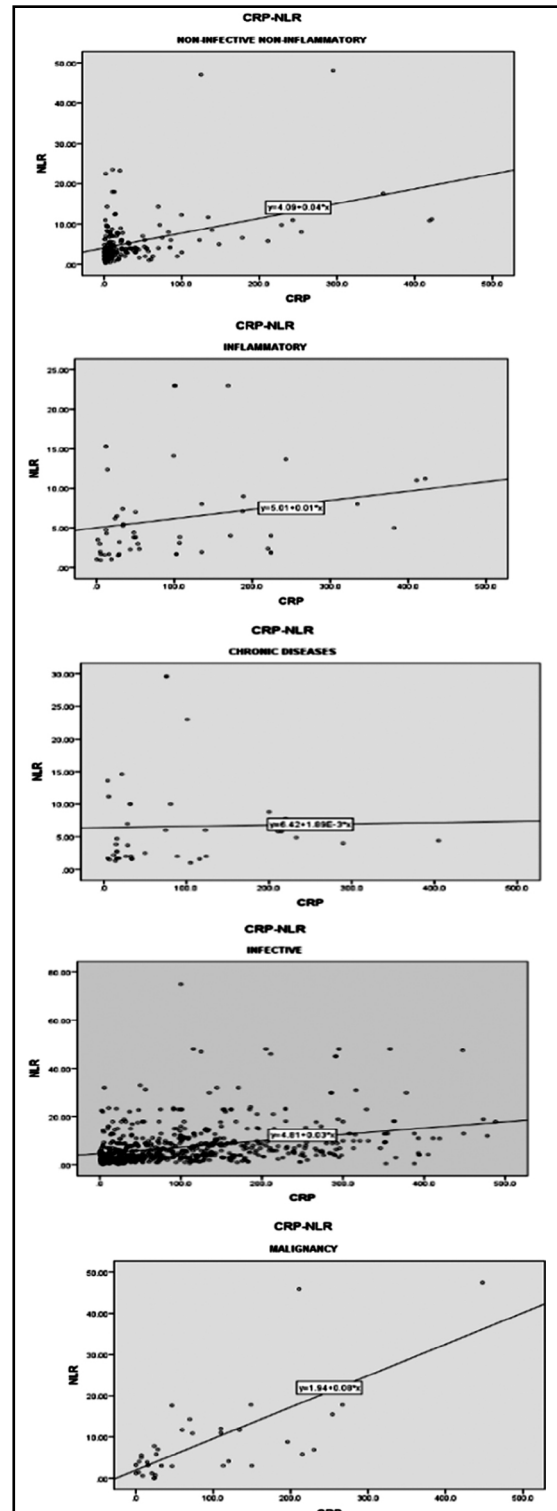 CRP-NLR
NON-INFECTIVE NON-INFLAMMATORY
50.00
40.00
30.00
20.00
10.00
.00
NLR
y=4.09+0.04*x
.0 100.0 200.0 300.0 400.0 500.0
CRP
CRP-NLR
INFLAMMATORY
25.00
20.00
15.00
10.00
5.00
.00
NLR
y=5.01+0.01*x
.0 100.0 200.0 300.0 400.0 500.0
CRP
CRP-NLR
CHRONIC DISEASES
30.00
25.00
20.00
15.00
10.00
5.00
.00
NLR
y=6.42+1.89E-3*x
.0 100.0 200.0 300.0 400.0 500.0
CRP
CRP-NLR
INFECTIVE
80.00
60.00
40.00
20.00
.00
NLR
y=4.81+0.03*x
.0 100.0 200.0 300.0 400.0 500.0
CRP
CRP-NLR
MALIGNANCY
50.00
40.00
30.00
20.00
10.00
.00
NLR
y=1.94+0.08*x
.0 100.0 200.0 300.0 400.0 500.0
CRP